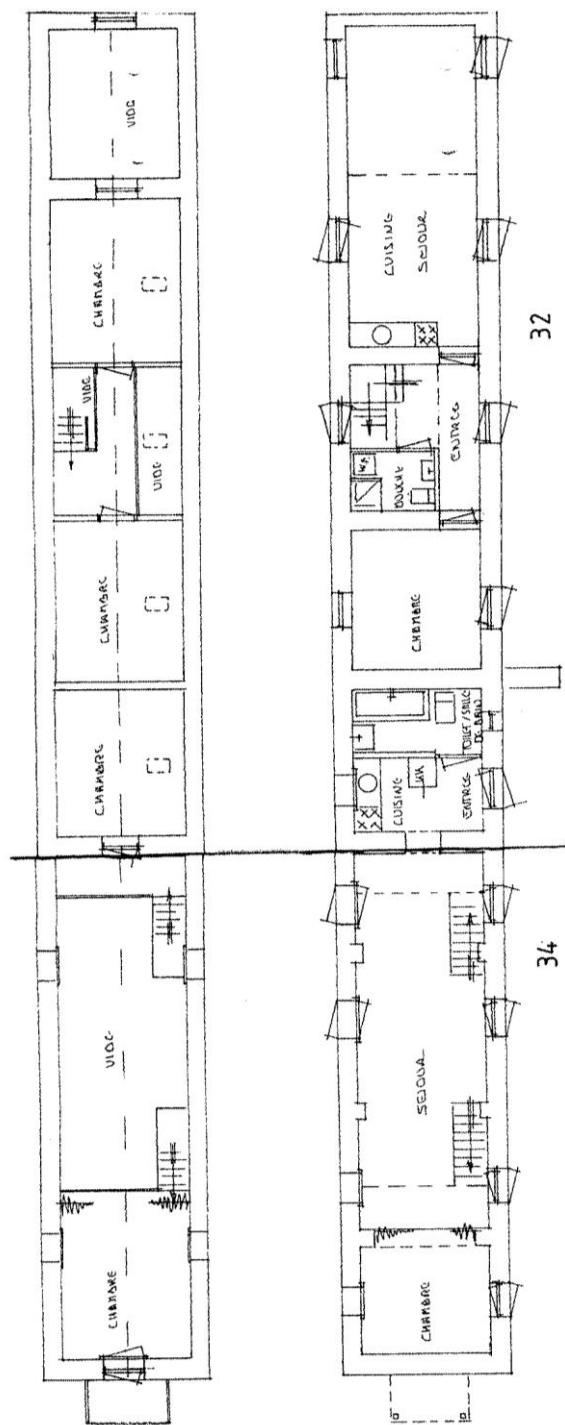 VIDE
CHAMBRE
VIDE
VIDE
CHAMBRE
CHAMBRE
VIDE
CHAMBRE
CUISINE
SEJOUR
ENTREE
DOUCHE
CHAMBRE
TOILET/SALLE
DE BAIN
CUISINE
ENTREE
SEJOUR
CHAMBRE
32
34